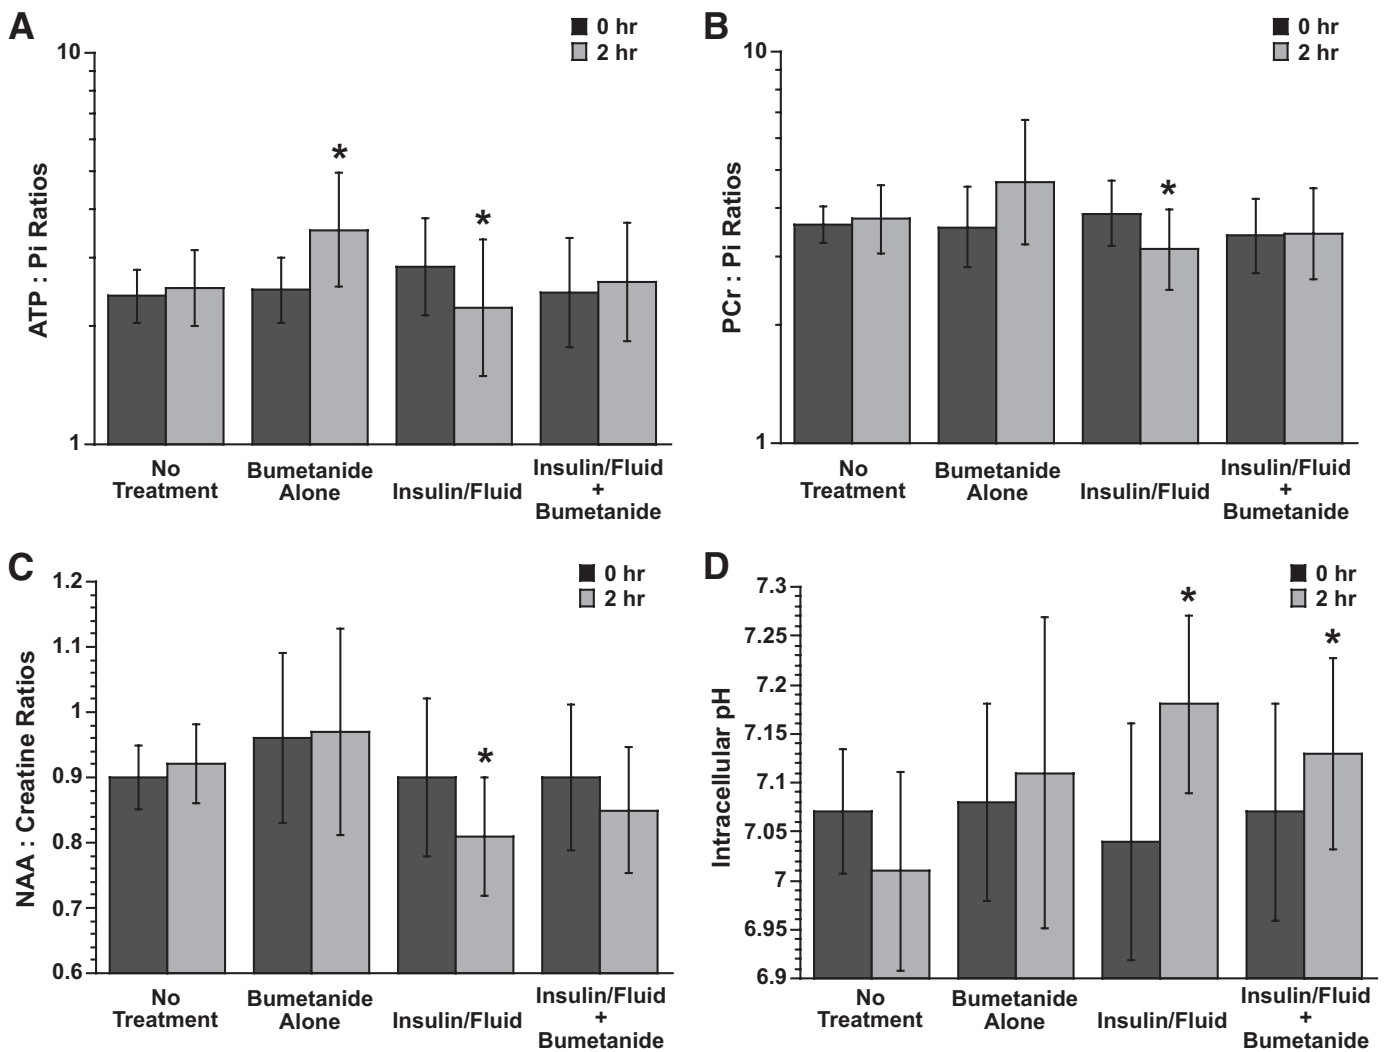 A
0 hr
2 hr
10
1
ATP : Pi Ratios
*
*
No
Treatment
Bumetanide
Alone
Insulin/Fluid
Insulin/Fluid
+
Bumetanide
B
0 hr
2 hr
10
1
PCr : Pi Ratios
*
No
Treatment
Bumetanide
Alone
Insulin/Fluid
Insulin/Fluid
+
Bumetanide
C
0 hr
2 hr
1.2
1.1
1
0.9
0.8
0.7
0.6
NAA : Creatine Ratios
*
No
Treatment
Bumetanide
Alone
Insulin/Fluid
Insulin/Fluid
+
Bumetanide
D
0 hr
2 hr
7.3
7.25
7.2
7.15
7.1
7.05
7
6.95
6.9
Intracellular pH
*
*
No
Treatment
Bumetanide
Alone
Insulin/Fluid
Insulin/Fluid
+
Bumetanide